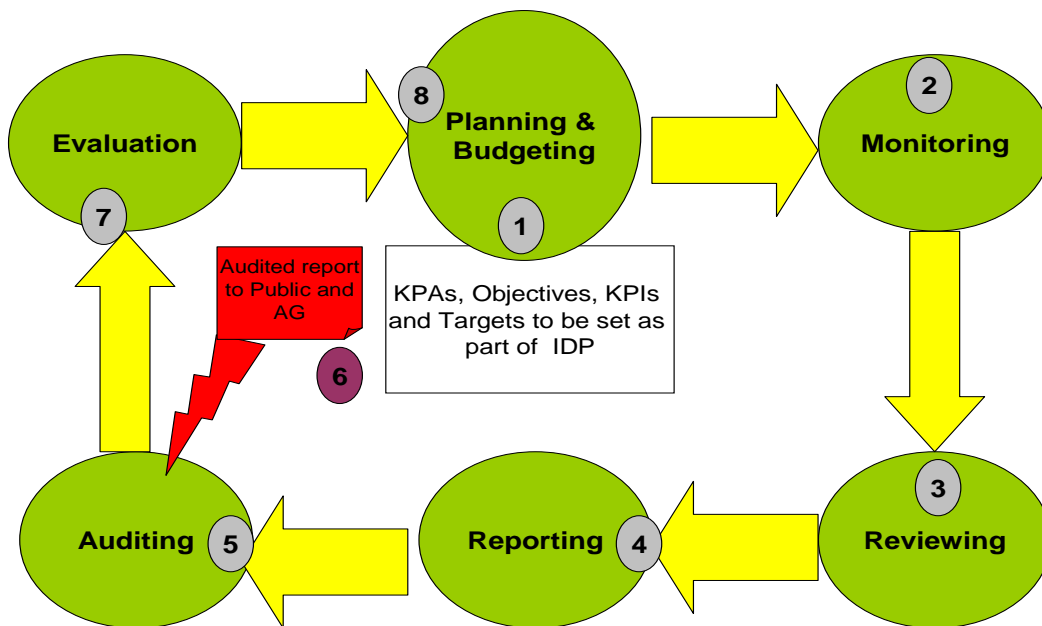 8
Planning &
Budgeting
1
KPAs, Objectives, KPIs
and Targets to be set as
part of IDP
2
Monitoring
3
Reviewing
4
Reporting
5
Auditing
Audited report
to Public and
AG
6
7
Evaluation